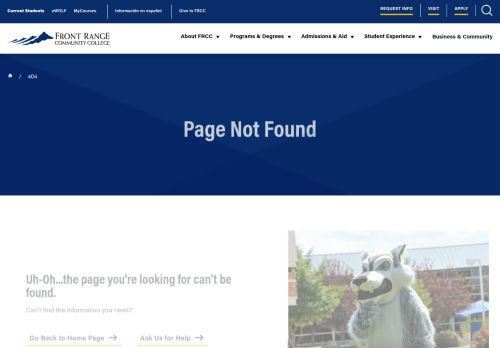 Current Students eWOLF MyCourses Información en español Give to FRCC REQUEST INFO VISIT APPLY
FRONT RANGE
COMMUNITY COLLEGE
About FRCC Programs & Degrees Admissions & Aid Student Experience Business & Community
/ 404
Page Not Found
Uh-Oh...the page you're looking for can't be
found.
Can't find the information you need?
Go Back to Home Page Ask Us for Help